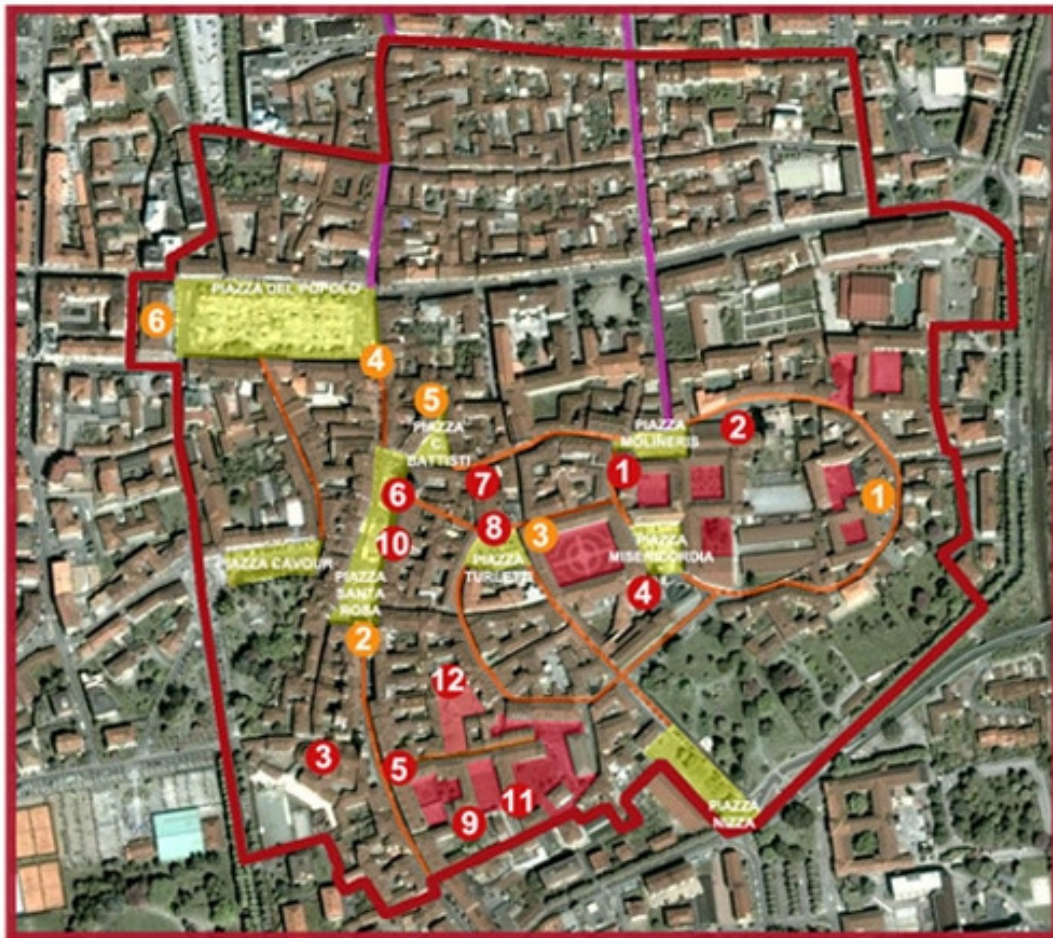 PIAZZA DEL POPOLO
6
4
5
PIAZZA
C.
BATTISTI
PIAZZA
MOLINERIS
2
1
7
6
1
8
3
10
PIAZZA
TURLETTI
PIAZZA
MISERICORDIA
PIAZZA CAVOUR
PIAZZA
SANTA
ROSA
4
2
12
3
5
11
9
PIAZZA
NIZZA